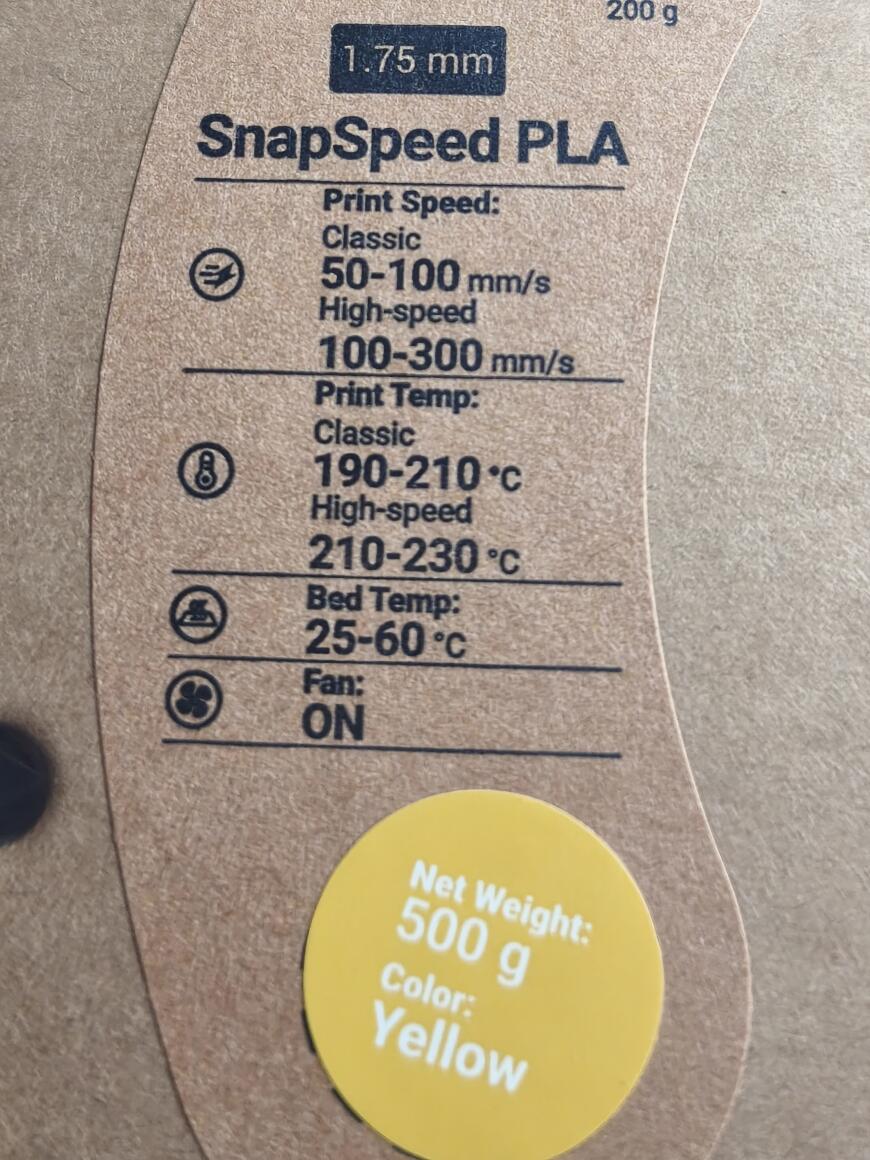 200 g
1.75 mm
SnapSpeed PLA
Print Speed:
Classic
50-100 mm/s
High-speed
100-300 mm/s
Print Temp:
Classic
190-210 °C
High-speed
210-230 °C
Bed Temp:
25-60 °C
Fan:
ON
Net Weight:
500 g
Color:
Yellow